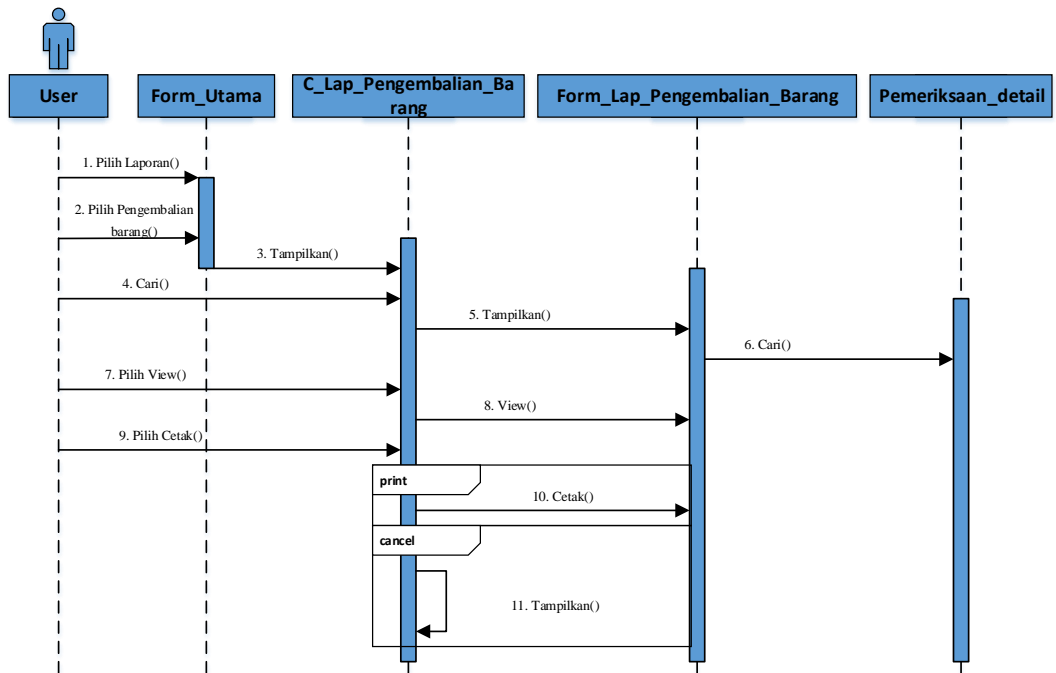 User
Form_Utama
C_Lap_Pengembalian_Ba
rang
Form_Lap_Pengembalian_Barang
Pemeriksaan_detail
1. Pilih Laporan()
2. Pilih Pengembalian
barang()
3. Tampilkan()
4. Cari()
5. Tampilkan()
6. Cari()
7. Pilih View()
8. View()
9. Pilih Cetak()
print
10. Cetak()
cancel
11. Tampilkan()